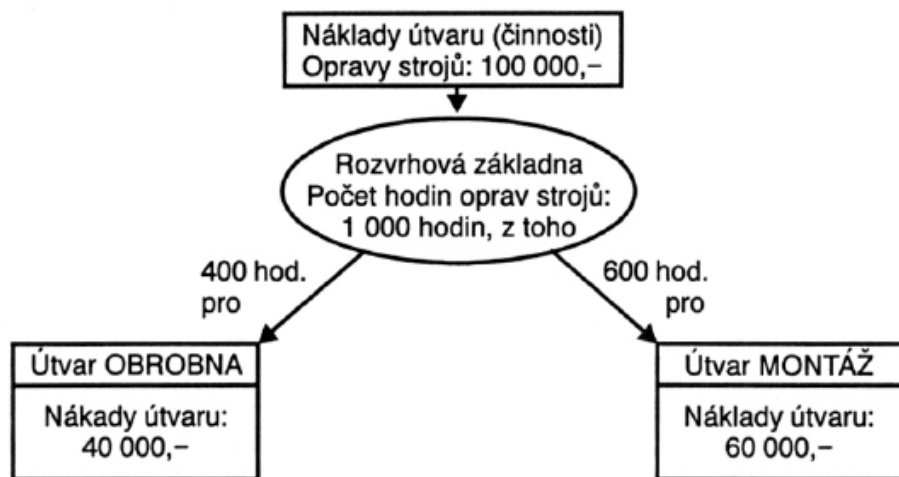 Náklady útvaru (činnosti)
Opravy strojů: 100 000,–
Rozvrhová základna
Počet hodin oprav strojů:
1 000 hodin, z toho
400 hod.
pro
600 hod.
pro
Útvar OBROBNA
Nákady útvaru:
40 000,–
Útvar MONTÁŽ
Náklady útvaru:
60 000,–